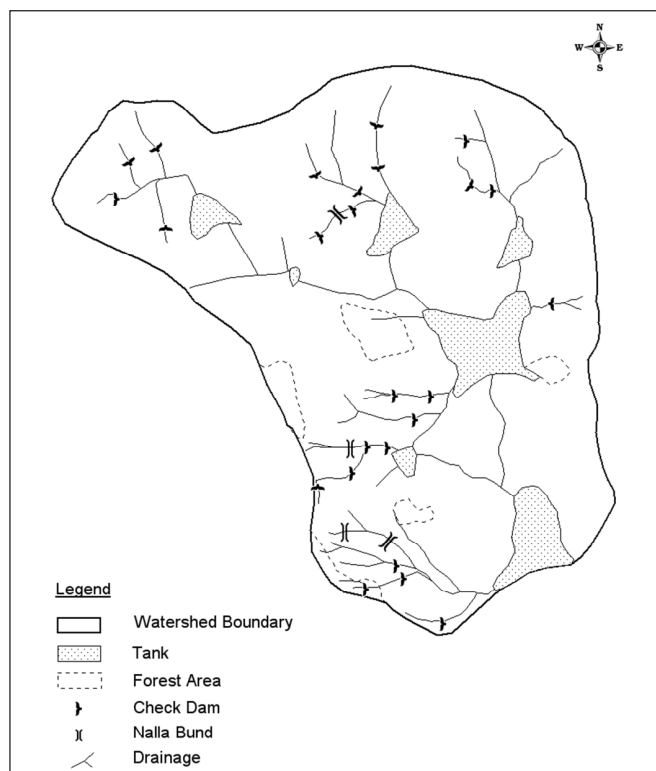 N
W E
S
Legend
Watershed Boundary
Tank
Forest Area
Check Dam
Nalla Bund
Drainage